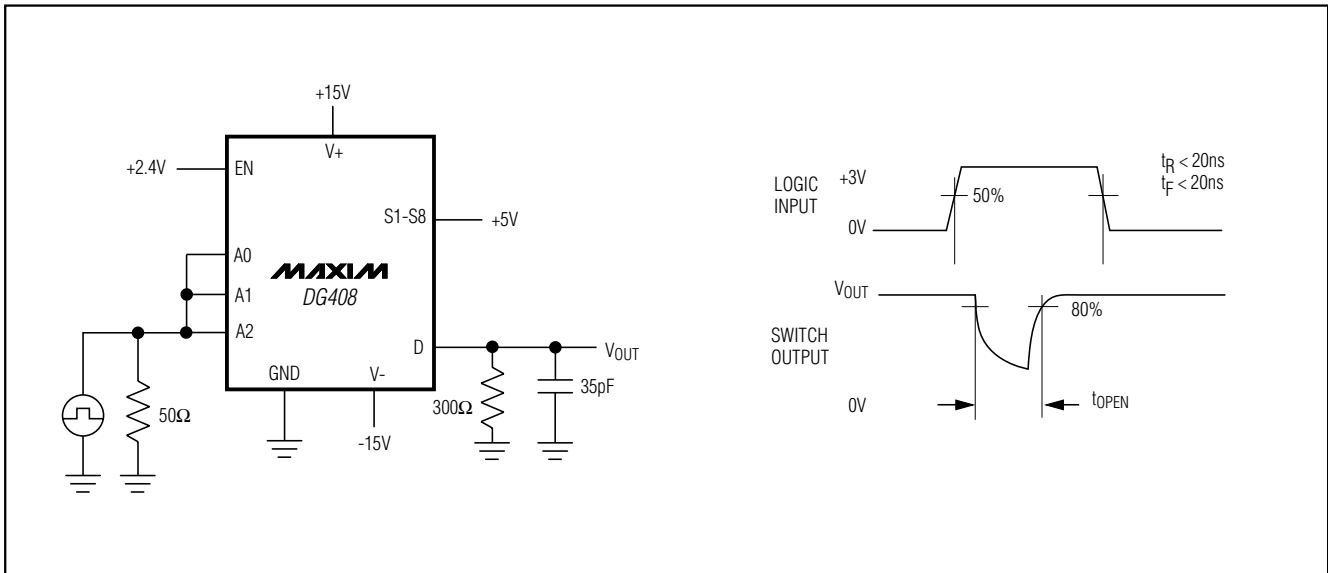 +15V
V+
+2.4V
EN
S1-S8
+5V
A0
MAXIM
DG408
A1
A2
D
VOUT
GND
V-
50Ω
300Ω
35pF
-15V
LOGIC
INPUT
+3V
50%
tR < 20ns
tF < 20ns
0V
VOUT
80%
SWITCH
OUTPUT
0V
tOPEN